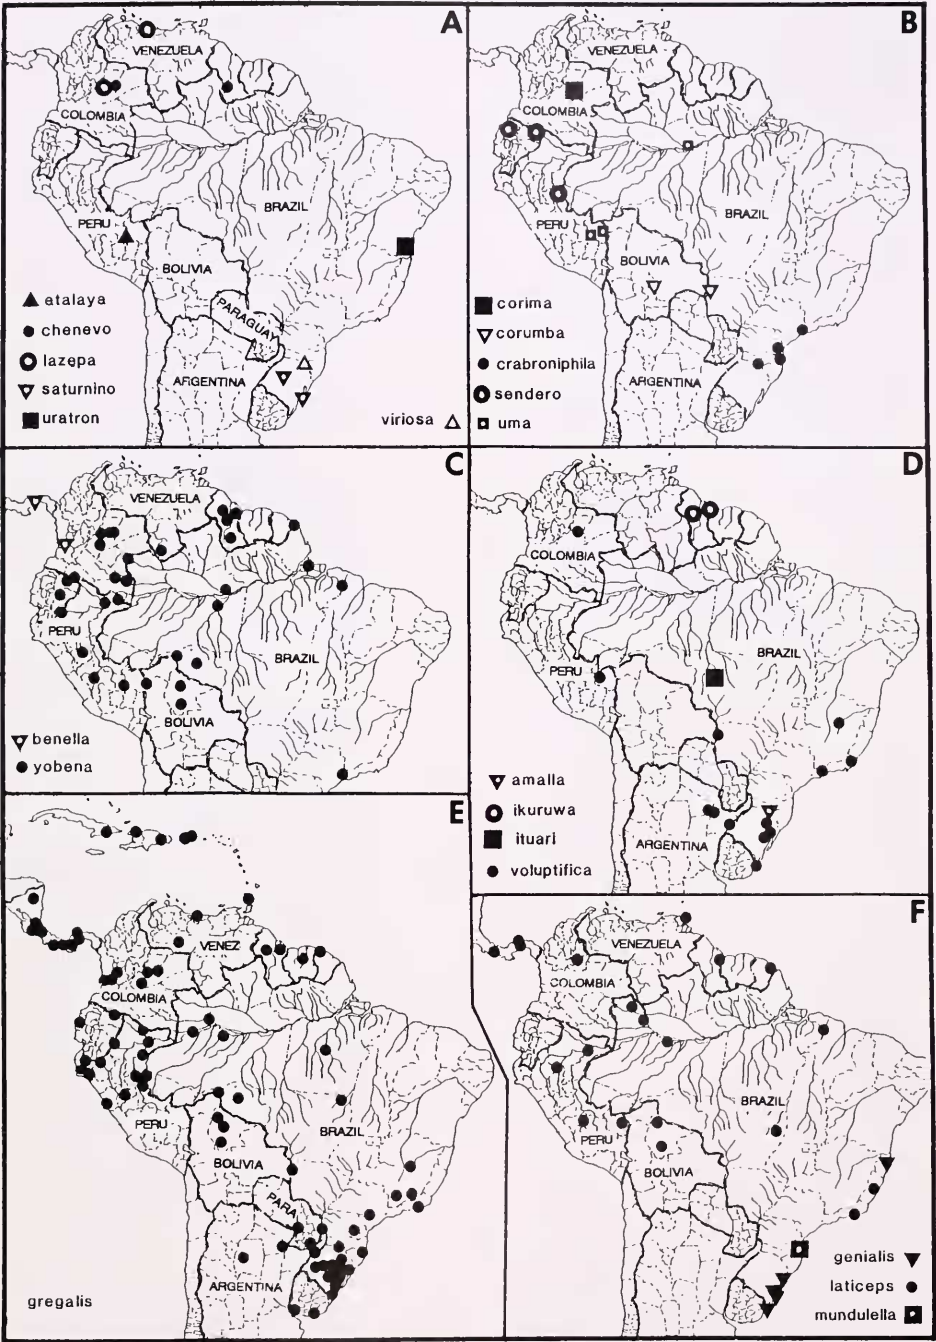 A
VENEZUELA
COLOMBIA
BRAZIL
PERU
BOLIVIA
PARAGUAY
ARGENTINA
atalaya
chenevo
lazepa
saturnino
uratron
viriosa
B
VENEZUELA
COLOMBIA
BRAZIL
PERU
BOLIVIA
ARGENTINA
corima
corumba
crabroniphila
sendero
uma
C
VENEZUELA
PERU
BRAZIL
BOLIVIA
benella
yobena
D
COLOMBIA
BRAZIL
PERU
ARGENTINA
amalla
ikuruwa
ituari
voluptifica
E
VENEZ
COLOMBIA
PERU
BRAZIL
BOLIVIA
PARA
ARGENTINA
gregalis
F
VENEZUELA
COLOMBIA
BRAZIL
PERU
BOLIVIA
genialis
laticeps
mundulella